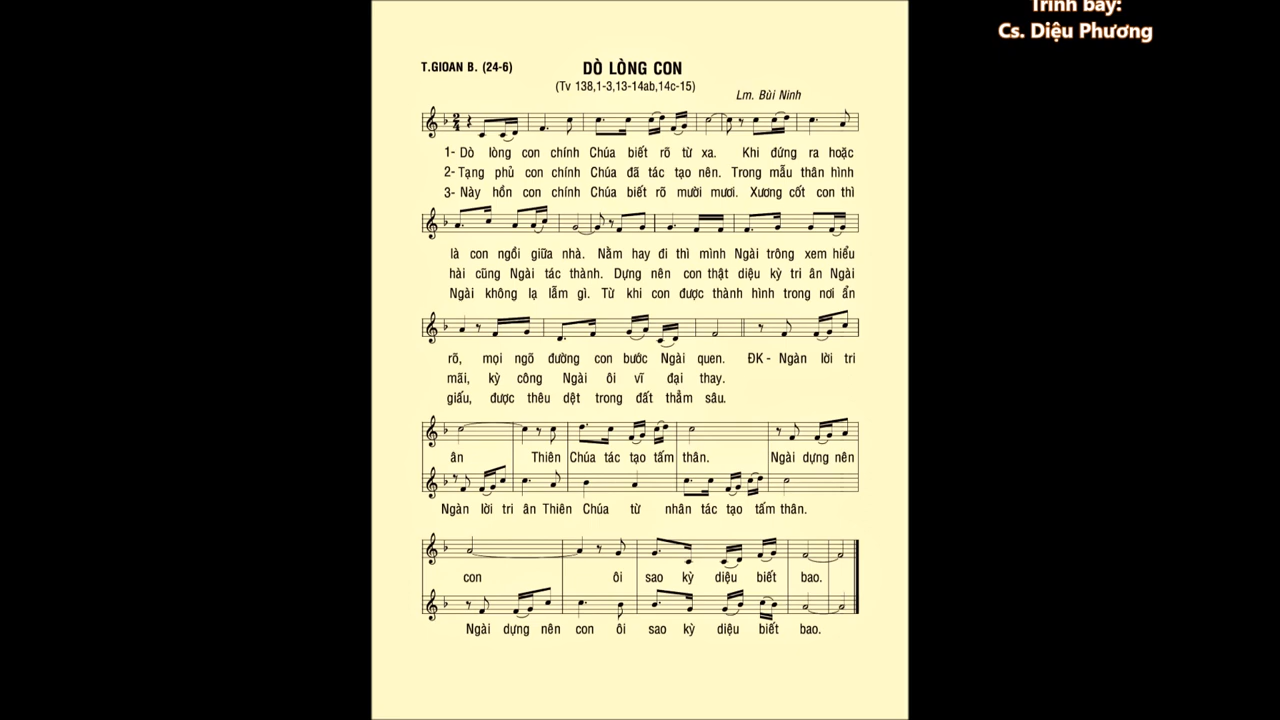 Trình bày:
Cs. Diệu Phương
T.GIOAN B. (24-6)
DÒ LÒNG CON
(Tv 138,1-3,13-14ab,14c-15)
Lm. Bùi Ninh
1- Dò lòng con chính Chúa biết rõ từ xa. Khi đứng ra hoặc
2- Tạng phủ con chính Chúa đã tác tạo nên. Trong mẫu thân hình
3- Này hồn con chính Chúa biết rõ mười mươi. Xương cốt con thì
là con ngồi giữa nhà. Nằm hay đi thì mình Ngài trông xem hiểu
hài cũng Ngài tác thành. Dựng nên con thật diệu kỳ tri ân Ngài
Ngài không lạ lẫm gì. Từ khi con được thành hình trong nơi ẩn
rõ, mọi ngõ đường con bước Ngài quen. ĐK - Ngàn lời tri
mãi, kỳ công Ngài ôi vĩ đại thay.
giấu, được thêu dệt trong đất thẳm sâu.
ân Thiên Chúa tác tạo tấm thân. Ngài dựng nên
Ngàn lời tri ân Thiên Chúa từ nhân tác tạo tấm thân.
con ôi sao kỳ diệu biết bao.
Ngài dựng nên con ôi sao kỳ diệu biết bao.